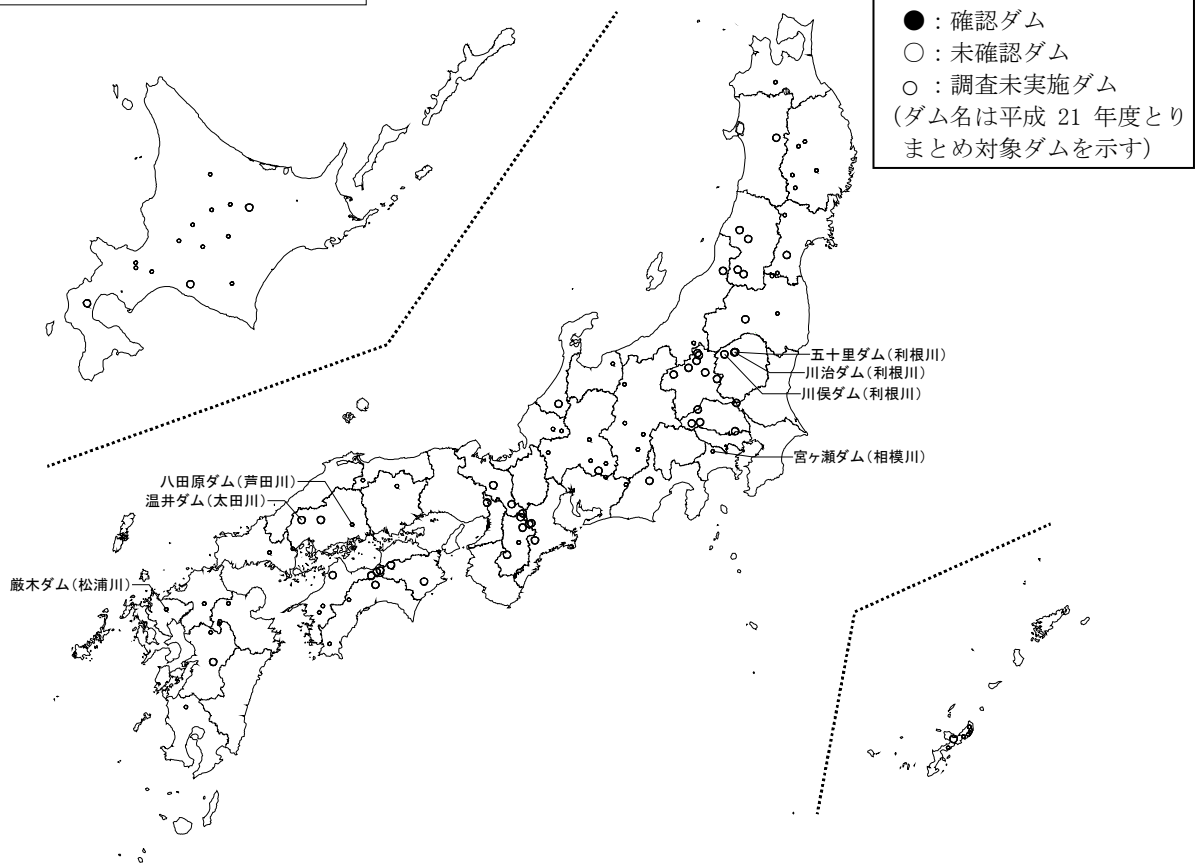 ●：確認ダム
○：未確認ダム
○：調査未実施ダム
(ダム名は平成 21 年度とり
まとめ対象ダムを示す)
五十里ダム(利根川)
川治ダム(利根川)
川俣ダム(利根川)
宮ヶ瀬ダム(相模川)
八田原ダム(芦田川)
温井ダム(太田川)
厳木ダム(松浦川)